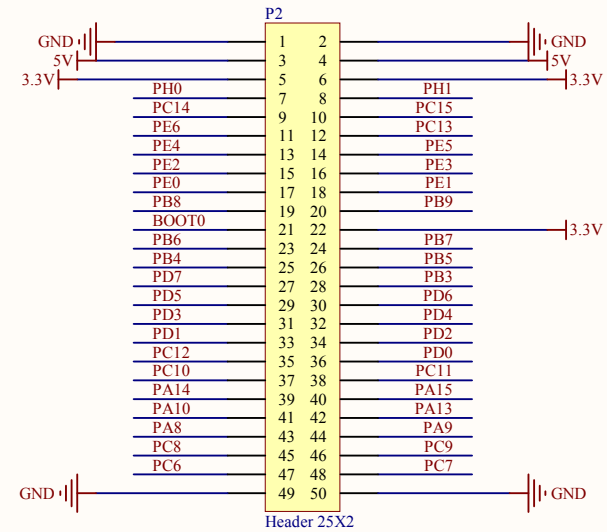 P2
GND 1 2 GND
5V 3 4 5V
3.3V 5 6 3.3V
PH0 7 8 PH1
PC14 9 10 PC15
PE6 11 12 PC13
PE4 13 14 PE5
PE2 15 16 PE3
PE0 17 18 PE1
PB8 19 20 PB9
BOOT0 21 22 3.3V
PB6 23 24 PB7
PB4 25 26 PB5
PD7 27 28 PB3
PD5 29 30 PD6
PD3 31 32 PD4
PD1 33 34 PD2
PC12 35 36 PD0
PC10 37 38 PC11
PA14 39 40 PA15
PA10 41 42 PA13
PA8 43 44 PA9
PC8 45 46 PC9
PC6 47 48 PC7
GND 49 50 GND
Header 25X2